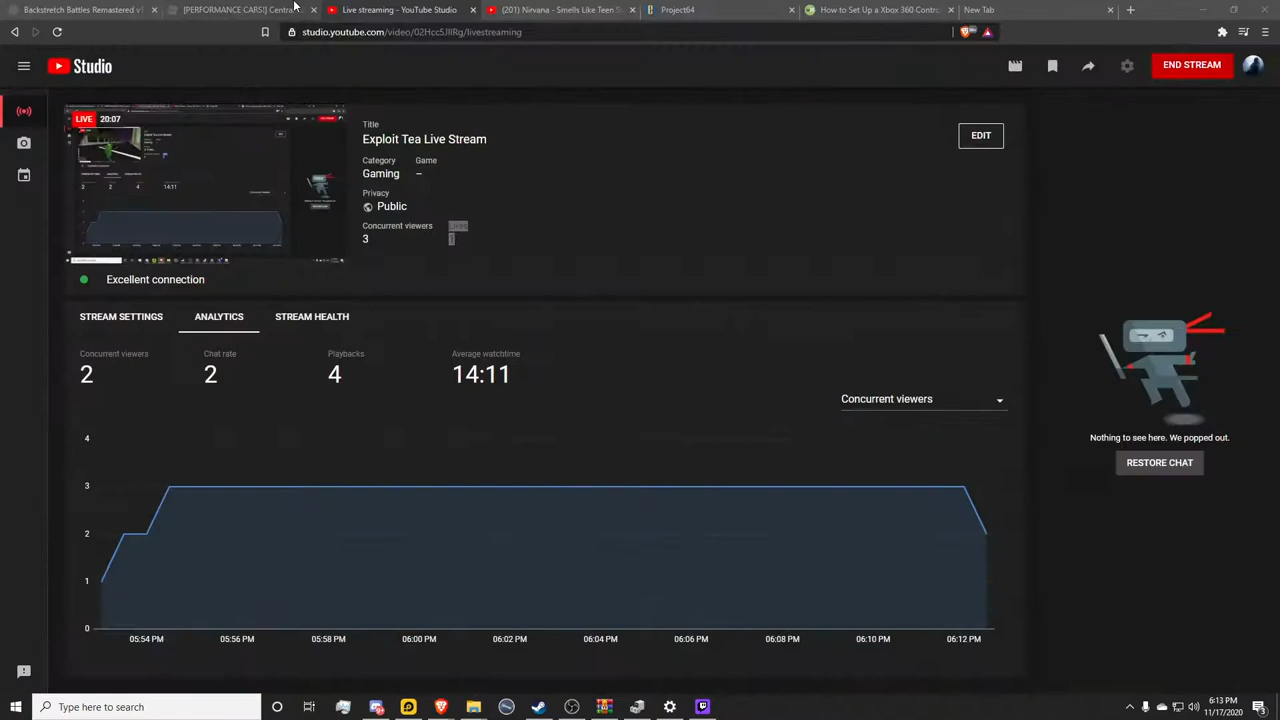 Backstretch Battles Remastered v1
[PERFORMANCE CARS!] Centra
Live streaming - YouTube Studio
(201) Nirvana - Smells Like Teen S
Project64
How to Set Up a Xbox 360 Contro
New Tab
studio.youtube.com/video/02Hcc5JIIRg/livestreaming
Studio
END STREAM
LIVE 20:07
Title
Exploit Tea Live Stream
EDIT
Category Game
Gaming –
Privacy
Public
Concurrent viewers Likes
3 1
Excellent connection
STREAM SETTINGS ANALYTICS STREAM HEALTH
Concurrent viewers Chat rate Playbacks Average watchtime
2 2 4 14:11
Concurrent viewers
4
3
2
1
0
05:54 PM 05:56 PM 05:58 PM 06:00 PM 06:02 PM 06:04 PM 06:06 PM 06:08 PM 06:10 PM 06:12 PM
Nothing to see here. We popped out.
RESTORE CHAT
Type here to search
6:13 PM
11/17/2020